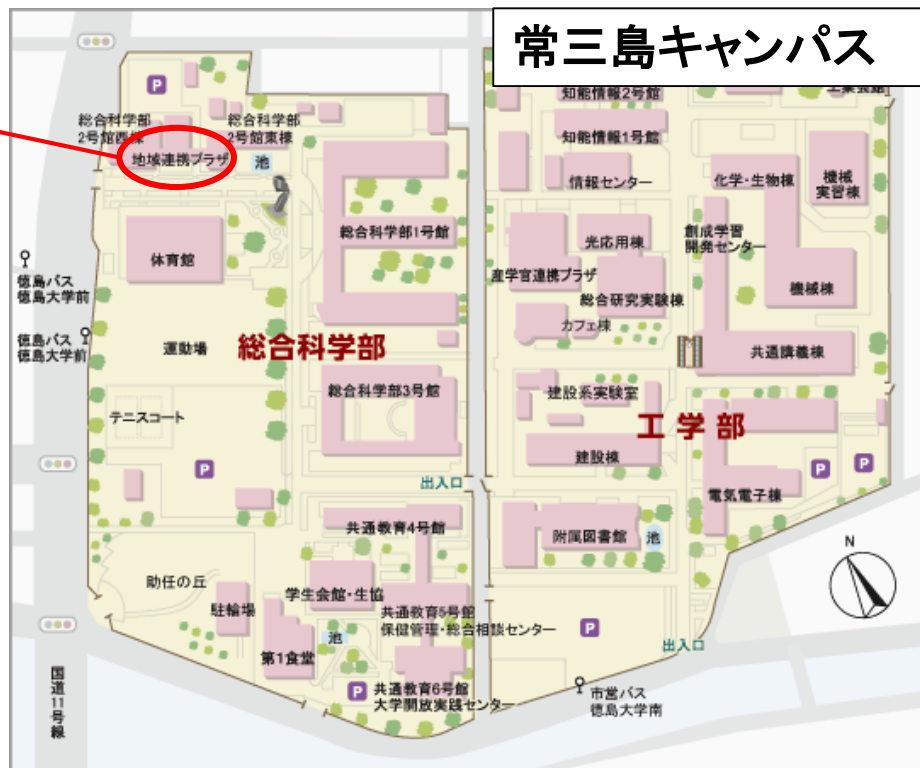 常三島キャンパス
P
総合科学部
2号館西棟
総合科学部
2号館東棟
地域連携プラザ
池
体育館
総合科学部1号館
徳島バス
徳島大学前
徳島バス
徳島大学前
運動場
総合科学部
総合科学部3号館
テニスコート
P
出入口
共通教育4号館
助任の丘
学生会館・生協
駐輪場
共通教育5号館
保健管理・総合相談センター
池
第1食堂
P
共通教育6号館
大学開放実践センター
国道11号線
知能情報2号館
工業会館
知能情報1号館
情報センター
化学・生物棟
機械
実習棟
光応用棟
創成学習
開発センター
産学官連携プラザ
総合研究実験棟
機械棟
カフェ棟
共通講義棟
建設系実験室
工学部
建設棟
P
P
電気電子棟
附属図書館
池
N
P
出入口
市営バス
徳島大学南